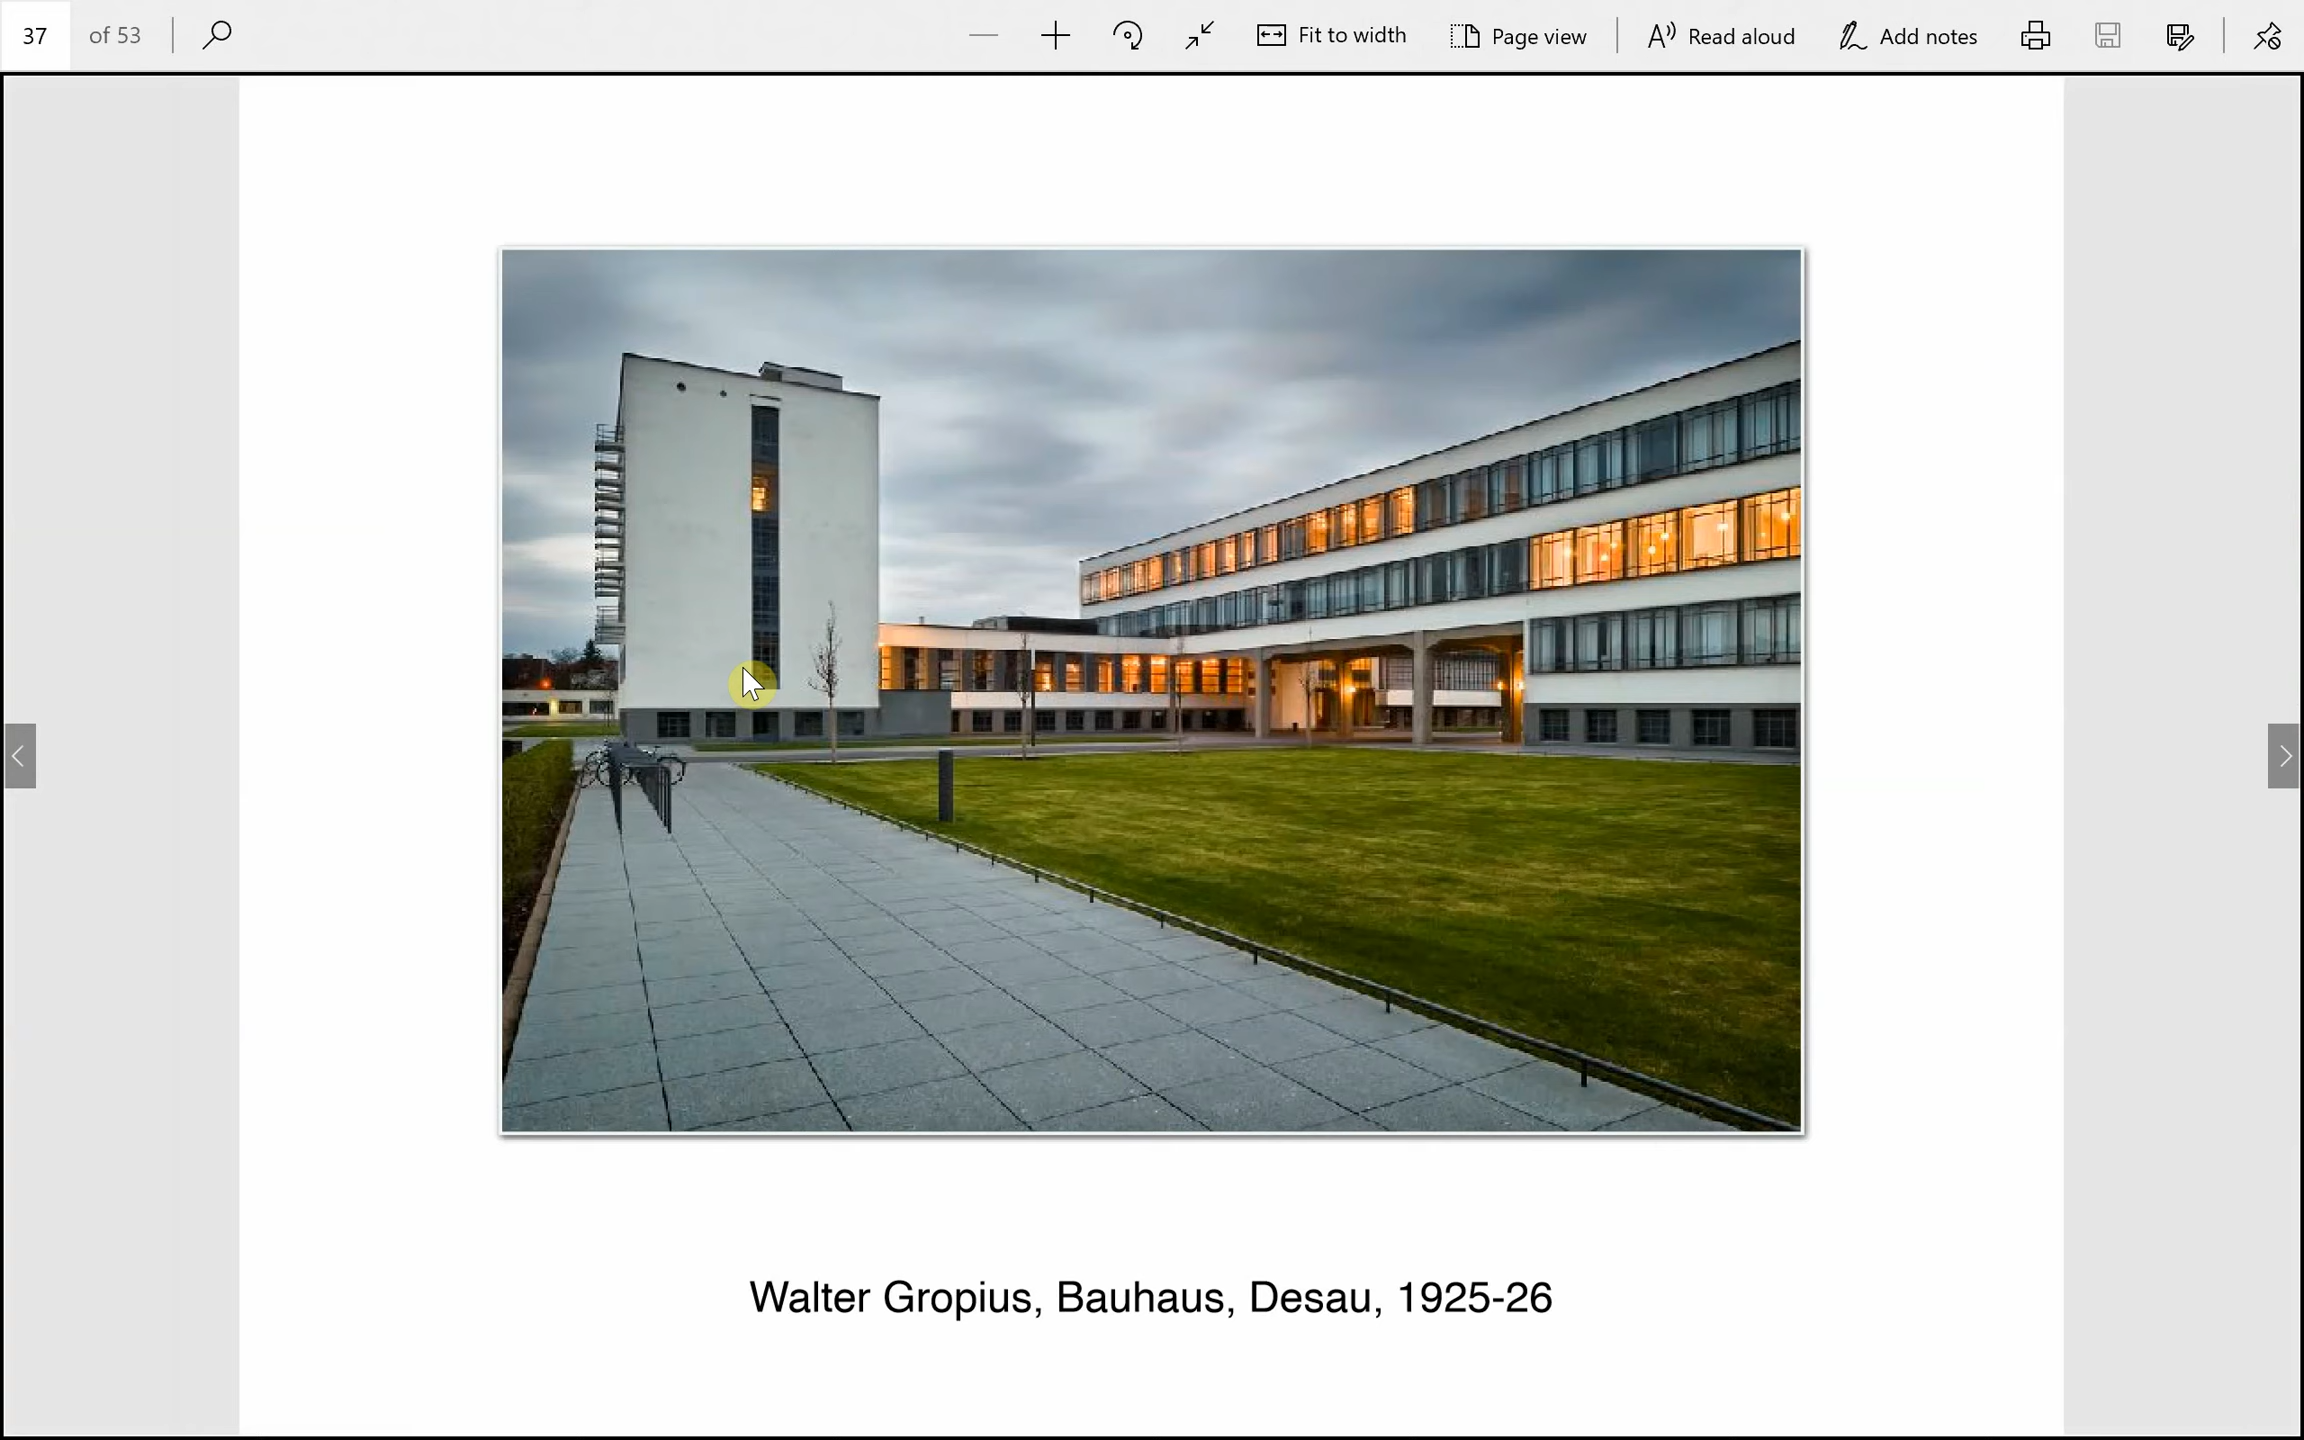 37 of 53 Fit to width Page view Read aloud Add notes
Walter Gropius, Bauhaus, Desau, 1925-26